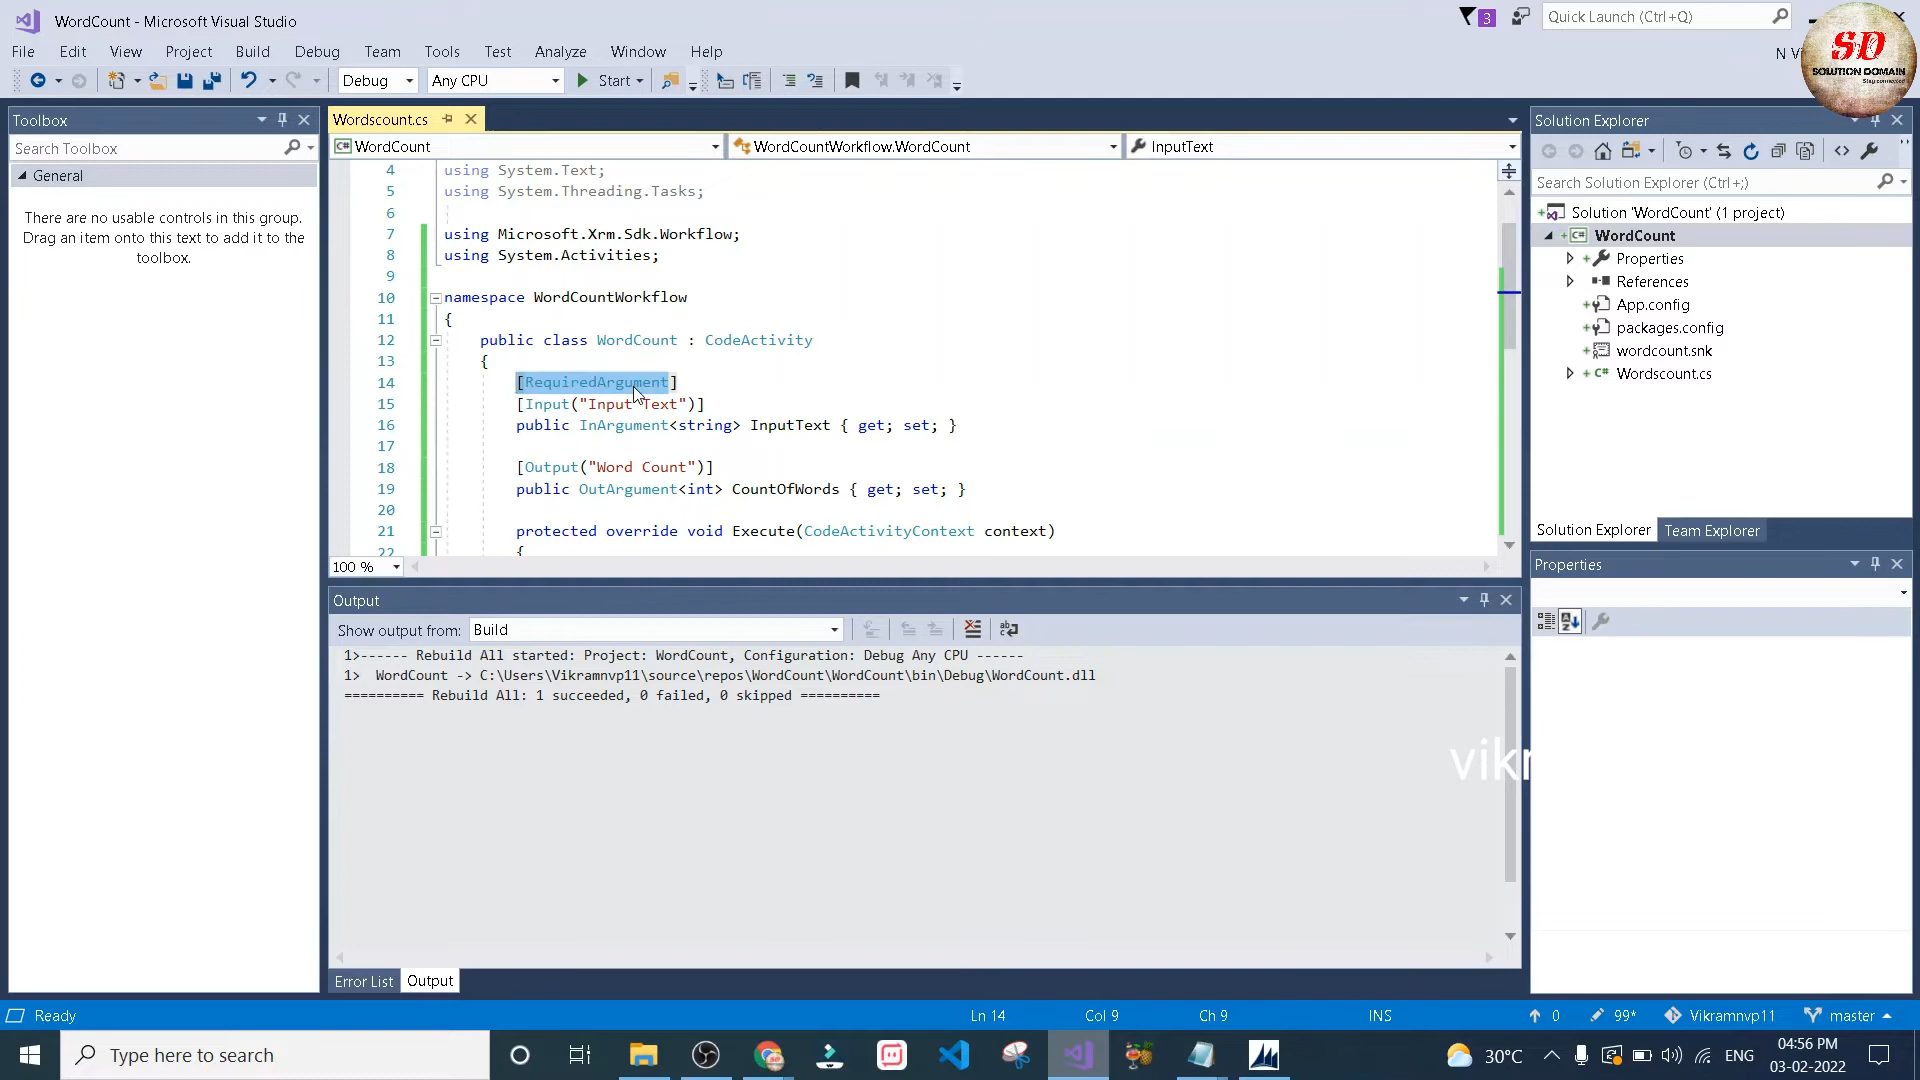 WordCount - Microsoft Visual Studio
3
Quick Launch (Ctrl+Q)
SD
SOLUTION DOMAIN
Stay connected
File Edit View Project Build Debug Team Tools Test Analyze Window Help
Debug Any CPU Start
Toolbox
Search Toolbox
General
There are no usable controls in this group.
Drag an item onto this text to add it to the
toolbox.
Wordscount.cs
WordCount WordCountWorkflow.WordCount InputText
4 using System.Text;
5 using System.Threading.Tasks;
6
7 using Microsoft.Xrm.Sdk.Workflow;
8 using System.Activities;
9
10 namespace WordCountWorkflow
11 {
12 public class WordCount : CodeActivity
13 {
14 [RequiredArgument]
15 [Input("Input Text")]
16 public InArgument<string> InputText { get; set; }
17
18 [Output("Word Count")]
19 public OutArgument<int> CountOfWords { get; set; }
20
21 protected override void Execute(CodeActivityContext context)
22 {
100 %
Output
Show output from: Build
1>------ Rebuild All started: Project: WordCount, Configuration: Debug Any CPU ------
1> WordCount -> C:\Users\Vikramnvp11\source\repos\WordCount\WordCount\bin\Debug\WordCount.dll
========== Rebuild All: 1 succeeded, 0 failed, 0 skipped ==========
Error List Output
Solution Explorer
Search Solution Explorer (Ctrl+;)
Solution 'WordCount' (1 project)
WordCount
Properties
References
App.config
packages.config
wordcount.snk
Wordscount.cs
Solution Explorer Team Explorer
Properties
Ready Ln 14 Col 9 Ch 9 INS 0 99* Vikramnvp11 master
Type here to search
30°C ENG
04:56 PM
03-02-2022